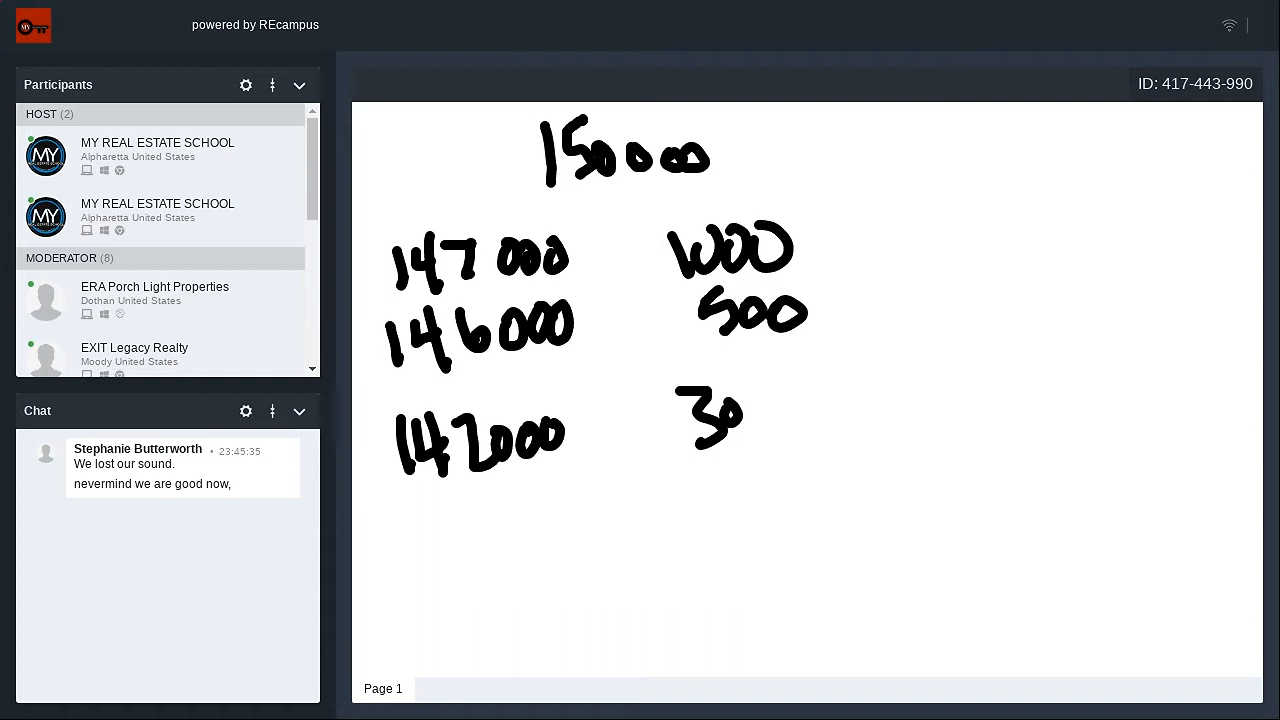 powered by REcampus
Participants
HOST (2)
MY REAL ESTATE SCHOOL
Alpharetta United States
MY REAL ESTATE SCHOOL
Alpharetta United States
MODERATOR (8)
ERA Porch Light Properties
Dothan United States
EXIT Legacy Realty
Moody United States
Chat
Stephanie Butterworth • 23:45:35
We lost our sound.
nevermind we are good now,
ID: 417-443-990
150000
147000 1000
146000 500
142000 30
Page 1
MY
MY
MY